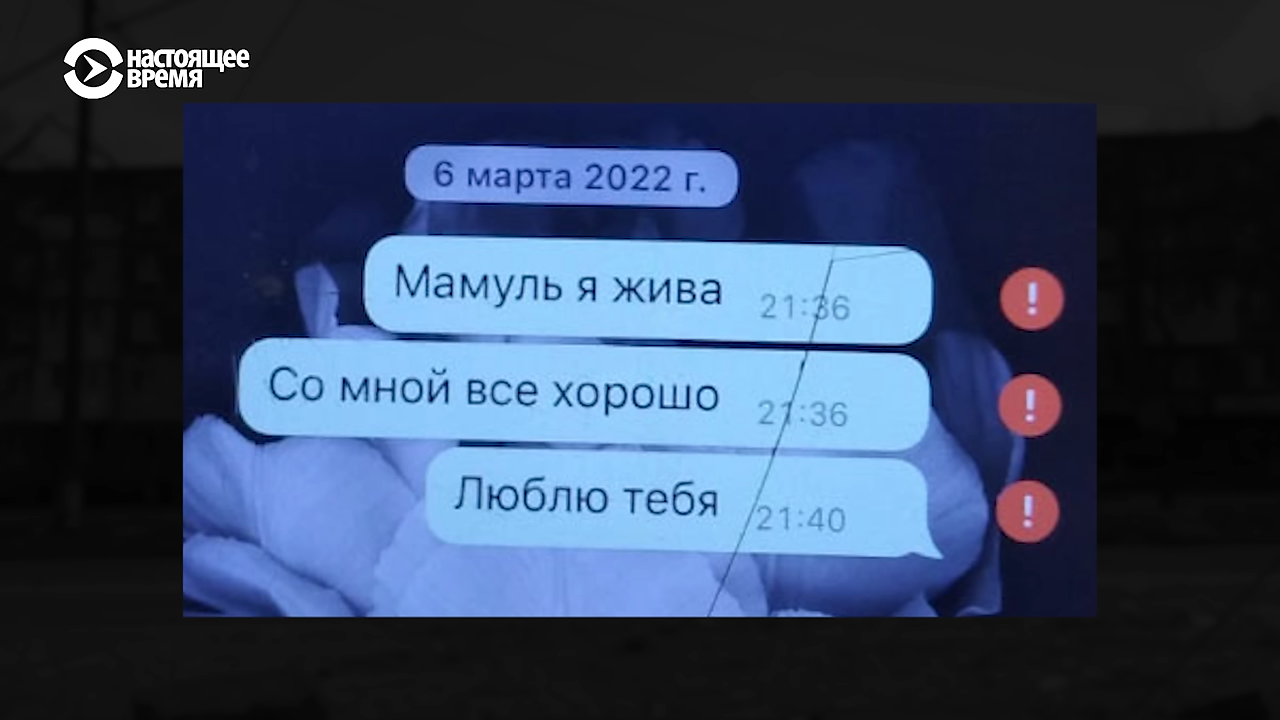 НАСТОЯЩЕЕ
ВРЕМЯ
6 марта 2022 г.
Мамуль я жива 21:36
Со мной все хорошо 21:36
Люблю тебя 21:40